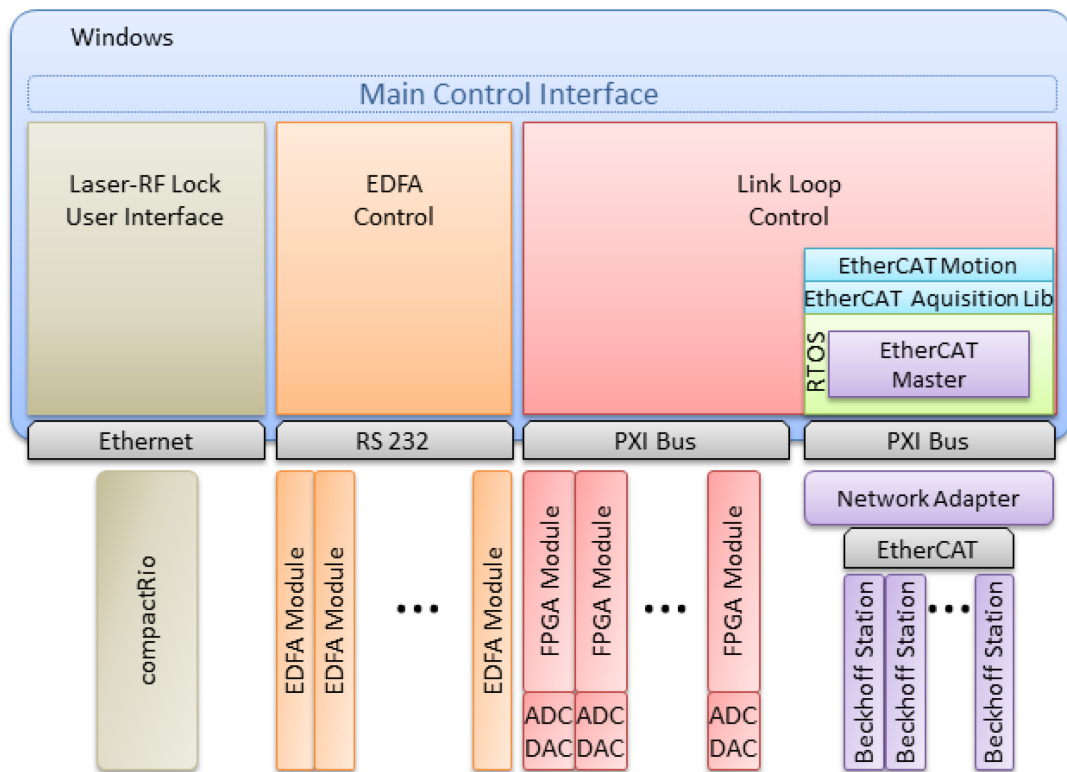 Windows
Main Control Interface
Laser-RF Lock
User Interface
EDFA
Control
Link Loop
Control
EtherCAT Motion
EtherCAT Aquisition Lib
RTOS
EtherCAT
Master
Ethernet
RS 232
PXI Bus
PXI Bus
compactRio
EDFA Module
EDFA Module
...
EDFA Module
FPGA Module
FPGA Module
...
FPGA Module
ADC
DAC
ADC
DAC
ADC
DAC
Network Adapter
EtherCAT
Beckhoff Station
Beckhoff Station
...
Beckhoff Station